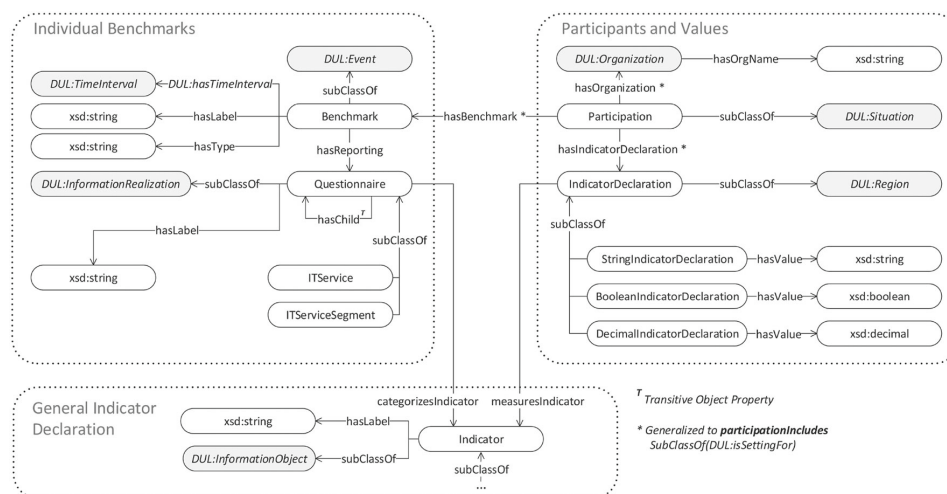 Individual Benchmarks
DUL:Event
DUL:TimeInterval
DUL:hasTimeInterval
subClassOf
xsd:string
hasLabel
Benchmark
xsd:string
hasType
hasReporting
DUL:InformationRealization
subClassOf
Questionnaire
hasChild T
hasLabel
subClassOf
xsd:string
ITService
ITServiceSegment
hasBenchmark *
Participants and Values
DUL:Organization
hasOrgName
xsd:string
hasOrganization *
Participation
subClassOf
DUL:Situation
hasIndicatorDeclaration *
IndicatorDeclaration
subClassOf
DUL:Region
subClassOf
StringIndicatorDeclaration
hasValue
xsd:string
BooleanIndicatorDeclaration
hasValue
xsd:boolean
DecimalIndicatorDeclaration
hasValue
xsd:decimal
General Indicator
Declaration
categorizesIndicator
measuresIndicator
xsd:string
hasLabel
Indicator
DUL:InformationObject
subClassOf
subClassOf
...
T Transitive Object Property
* Generalized to participationIncludes
SubClassOf(DUL:isSettingFor)